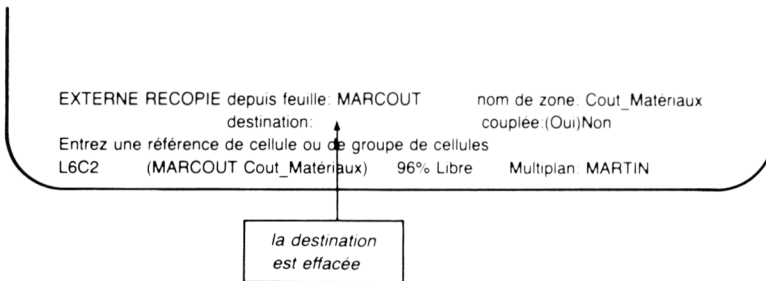 EXTERNE RECOPIE depuis feuille: MARCOUT nom de zone: Cout_Matériaux
destination: couplée:(Oui)Non
Entrez une référence de cellule ou de groupe de cellules
L6C2 (MARCOUT Cout_Matériaux) 96% Libre Multiplan: MARTIN
la destination
est effacée